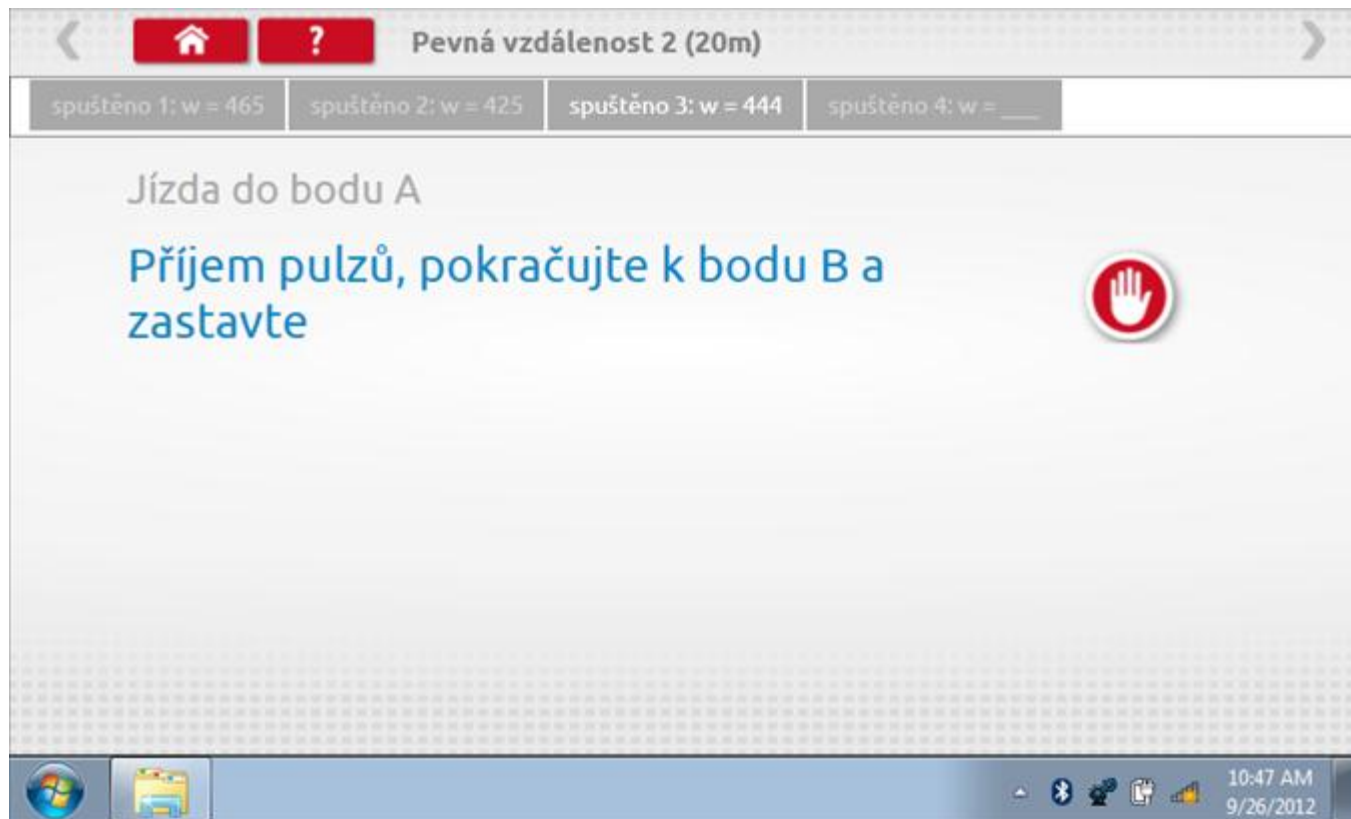 ? Pevná vzdálenost 2 (20m)
spuštěno 1: w = 465 spuštěno 2: w = 425 spuštěno 3: w = 444 spuštěno 4: w = ___
Jízda do bodu A
Příjem pulzů, pokračujte k bodu B a
zastavte
10:47 AM
9/26/2012